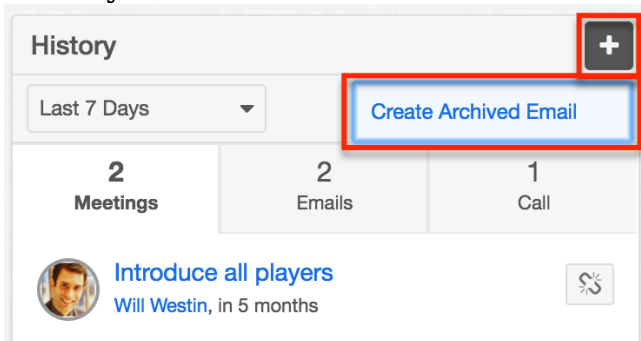 History
+
Last 7 Days
Create Archived Email
2
Meetings
2
Emails
1
Call
Introduce all players
Will Westin, in 5 months